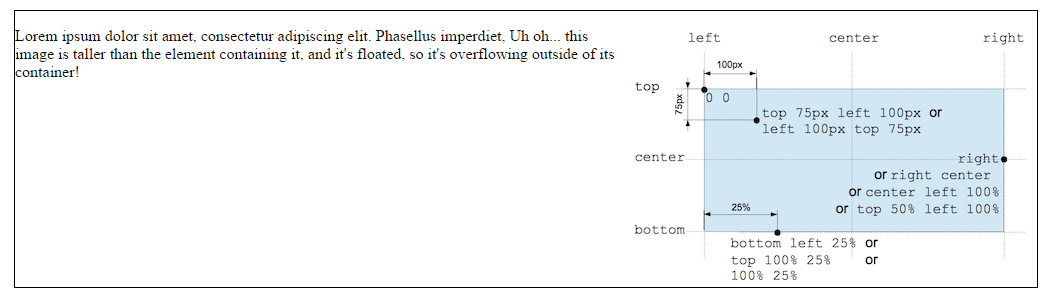 Lorem ipsum dolor sit amet, consectetur adipiscing elit. Phasellus imperdiet, Uh oh... this
image is taller than the element containing it, and it's floated, so it's overflowing outside of its
container!
left center right
100px
top
75px
0 0
top 75px left 100px or
left 100px top 75px
center
right
or right center
or center left 100%
or top 50% left 100%
25%
bottom
bottom left 25% or
top 100% 25% or
100% 25%